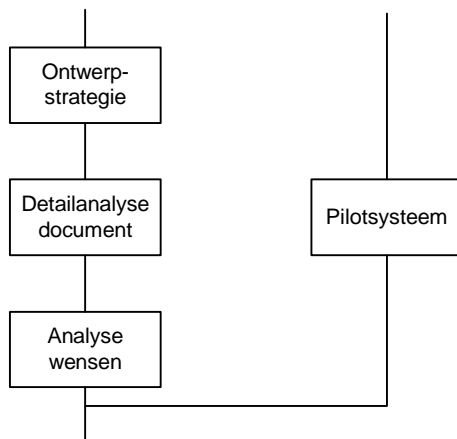 Ontwerp-
strategie
Detailanalyse
document
Pilotsysteem
Analyse
wensen